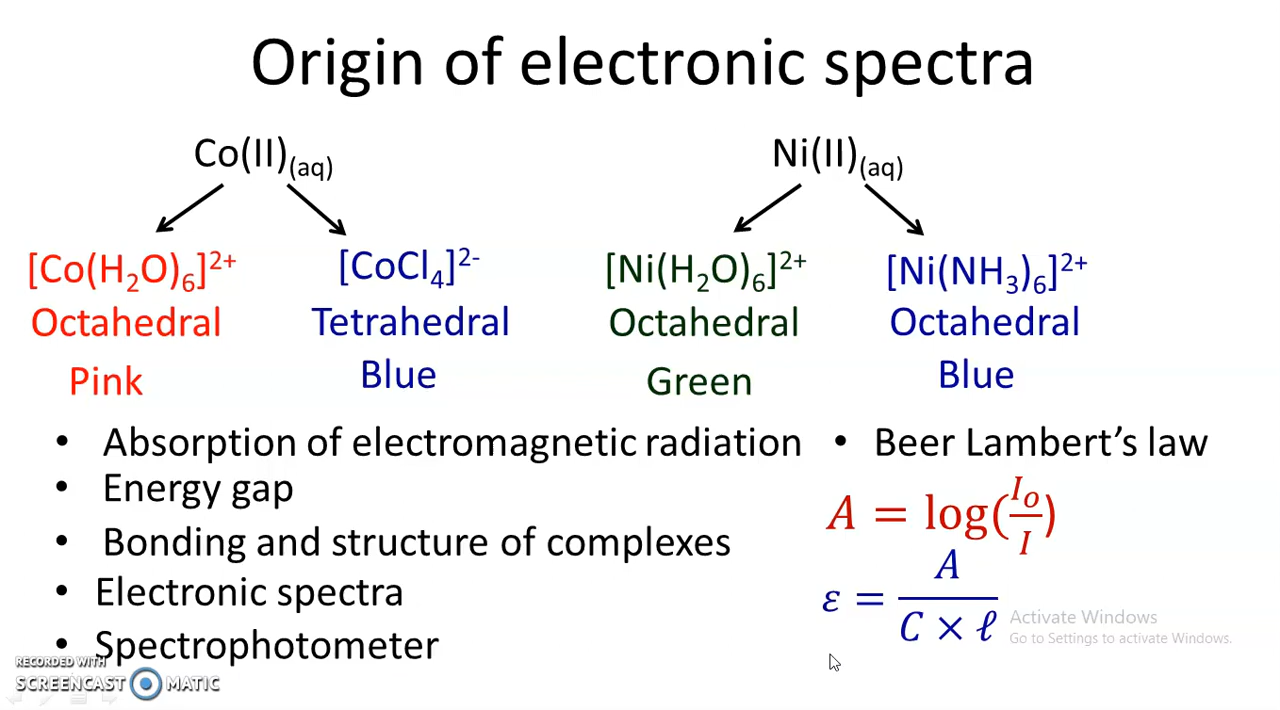 Origin of electronic spectra
Co(II)(aq)
Ni(II)(aq)
[Co(H2O)6]2+
[CoCl4]2-
[Ni(H2O)6]2+
[Ni(NH3)6]2+
Octahedral
Tetrahedral
Octahedral
Octahedral
Pink
Blue
Green
Blue
• Absorption of electromagnetic radiation
• Energy gap
• Bonding and structure of complexes
• Electronic spectra
• Spectrophotometer
• Beer Lambert’s law
A = log(Io/I)
ε = A/(C × ℓ)
Activate Windows
Go to Settings to activate Windows.
RECORDED WITH
SCREENCAST MATIC